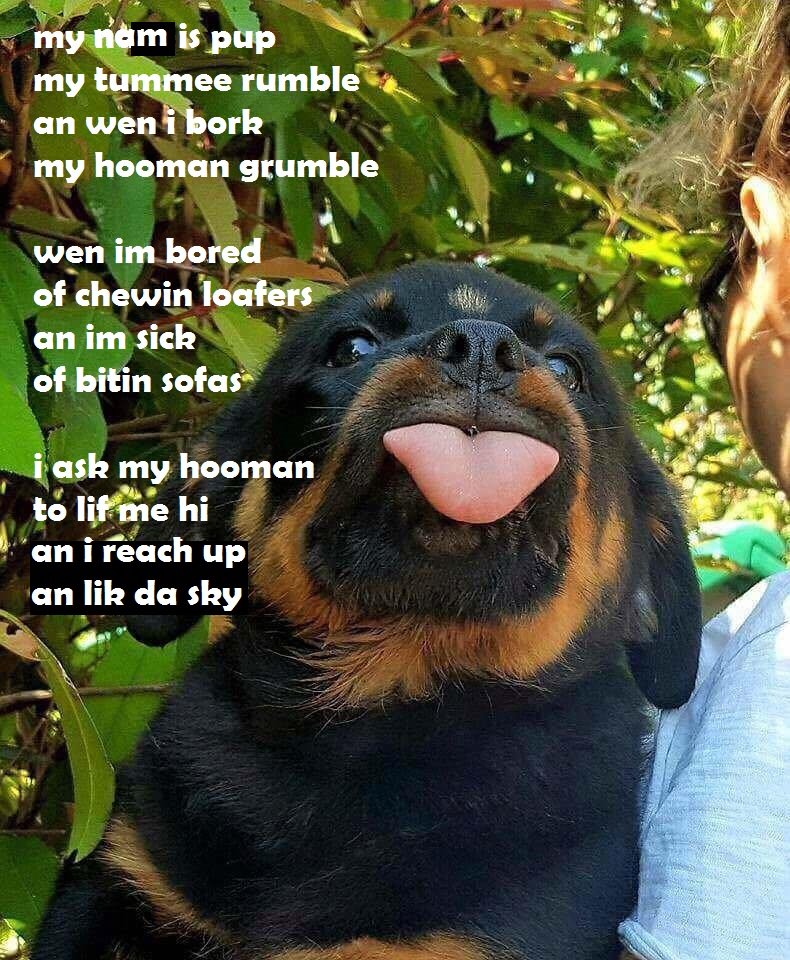 my nam is pup
my tummee rumble
an wen i bork
my hooman grumble
wen im bored
of chewin loafers
an im sick
of bitin sofas
i ask my hooman
to lif me hi
an i reach up
an lik da sky